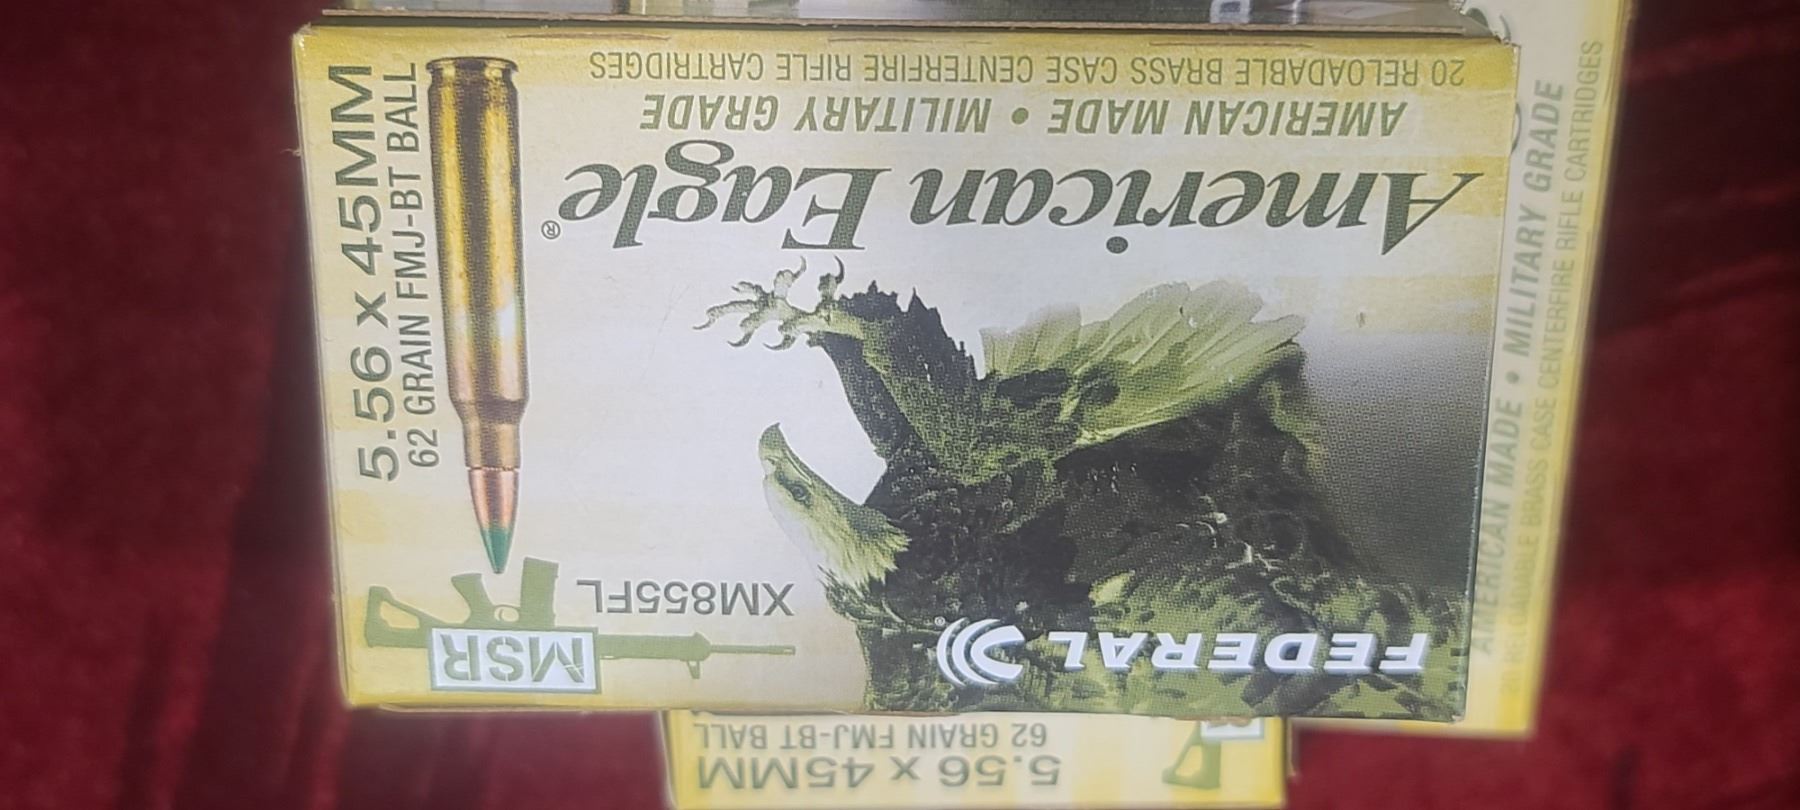 FEDERAL®
XM855FL
MSR
American Eagle®
AMERICAN MADE • MILITARY GRADE
20 RELOADABLE BRASS CASE CENTERFIRE RIFLE CARTRIDGES
5.56 x 45MM
62 GRAIN FMJ-BT BALL
AMERICAN MADE • MILITARY GRADE
20 RELOADABLE BRASS CASE CENTERFIRE RIFLE CARTRIDGES
5.56 x 45MM
62 GRAIN FMJ-BT BALL